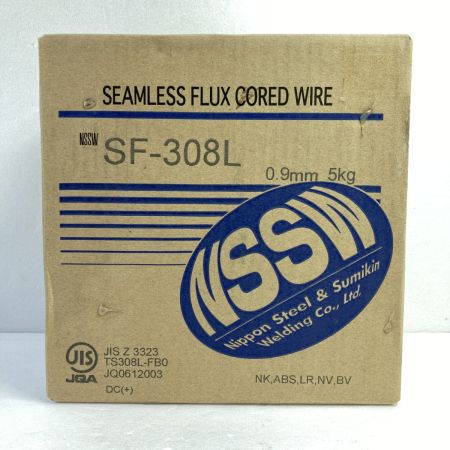 SEAMLESS FLUX CORED WIRE
NSSW SF-308L
0.9mm 5kg
NSSW
Nippon Steel & Sumikin
Welding Co., Ltd.
JIS
JQA
JIS Z 3323
TS308L-FB0
JQ0612003
DC(+)
NK,ABS,LR,NV,BV